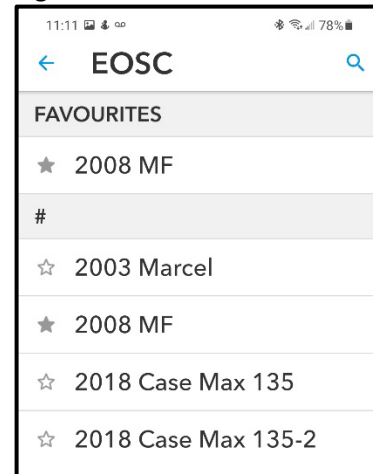 11:11 78%
EOSC
FAVOURITES
2008 MF
#
2003 Marcel
2008 MF
2018 Case Max 135
2018 Case Max 135-2